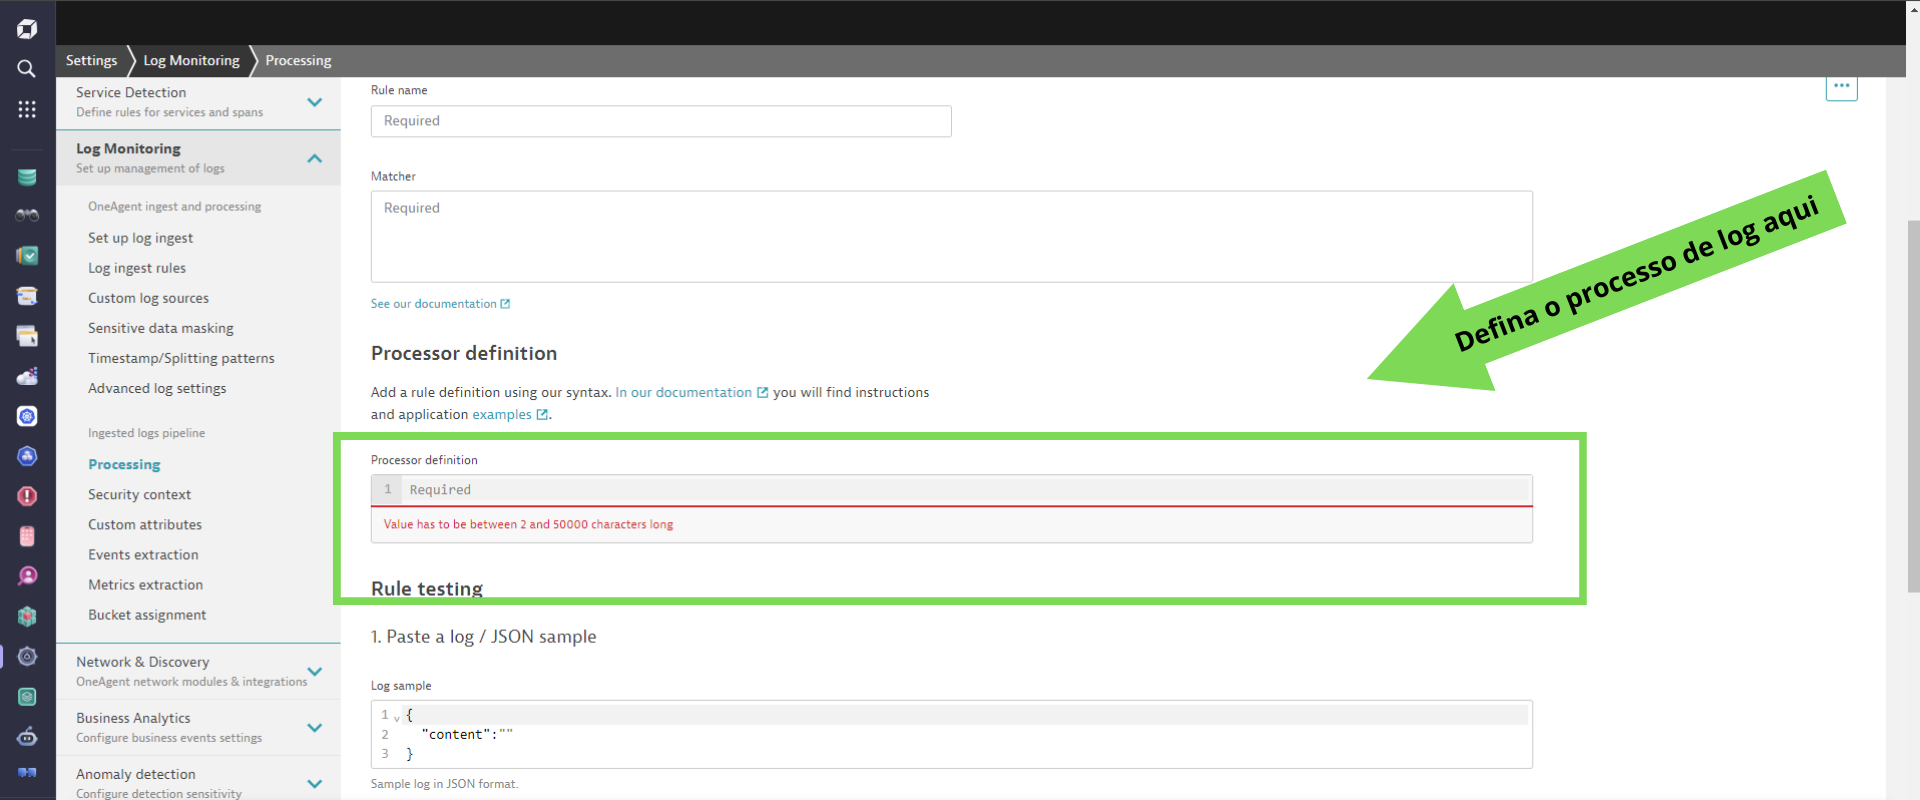 Settings
Log Monitoring
Processing
Service Detection
Define rules for services and spans
Log Monitoring
Set up management of logs
OneAgent ingest and processing
Set up log ingest
Log ingest rules
Custom log sources
Sensitive data masking
Timestamp/Splitting patterns
Advanced log settings
Ingested logs pipeline
Processing
Security context
Custom attributes
Events extraction
Metrics extraction
Bucket assignment
Network & Discovery
OneAgent network modules & integrations
Business Analytics
Configure business events settings
Anomaly detection
Configure detection sensitivity
Rule name
Required
Matcher
Required
See our documentation
Defina o processo de log aqui
Processor definition
Add a rule definition using our syntax. In our documentation you will find instructions
and application examples .
Processor definition
1 Required
Value has to be between 2 and 50000 characters long
Rule testing
1. Paste a log / JSON sample
Log sample
1 {
2 "content":""
3 }
Sample log in JSON format.